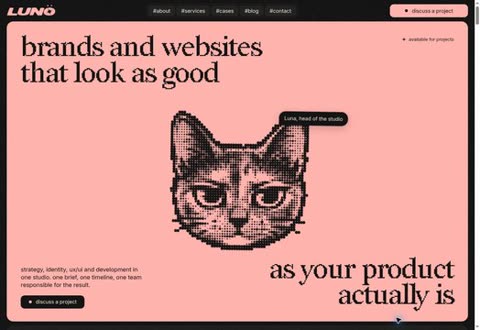 LUNÖ
#about #services #cases #blog #contact
discuss a project
brands and websites
that look as good
available for projects
Luna, head of the studio
as your product
actually is
strategy, identity, ux/ui and development in
one studio. one brief, one timeline, one team
responsible for the result.
discuss a project